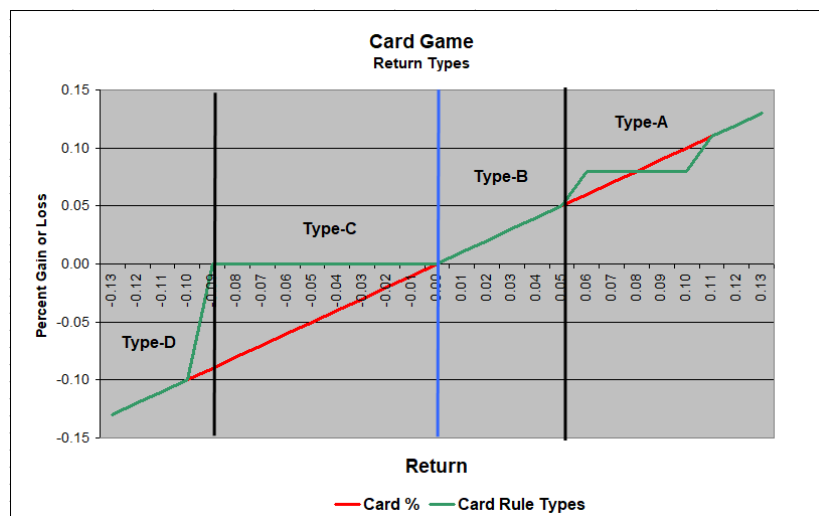 Card Game
Return Types
0.15
Type-A
0.10
Type-B
0.05
Type-C
0.00
-0.13 -0.12 -0.11 -0.10 -0.09 -0.08 -0.07 -0.06 -0.05 -0.04 -0.03 -0.02 -0.01 0.00 0.01 0.02 0.03 0.04 0.05 0.06 0.07 0.08 0.09 0.10 0.11 0.12 0.13
Percent Gain or Loss
-0.05
Type-D
-0.10
-0.15
Return
Card % Card Rule Types